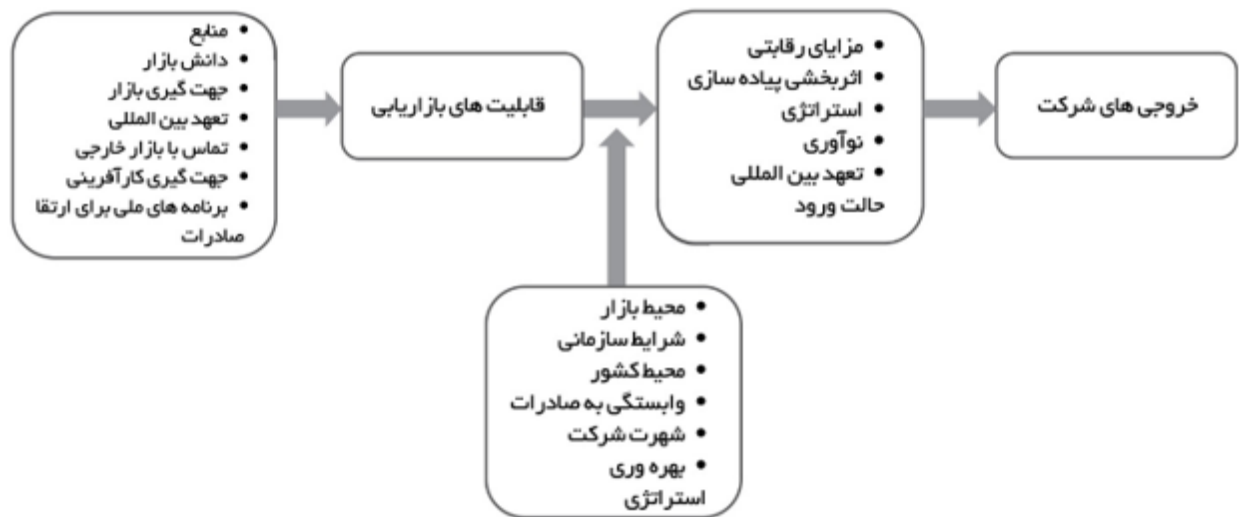 • منابع
• دانش بازار
• جهت گیری بازار
• تعهد بین المللی
• تماس با بازار خارجی
• جهت گیری کارآفرینی
• برنامه های ملی برای ارتقا
صادرات
قابلیت های بازاریابی
• مزایای رقابتی
• اثربخشی پیاده سازی
• استراتژی
• نوآوری
• تعهد بین المللی
حالت ورود
خروجی های شرکت
• محیط بازار
• شرایط سازمانی
• محیط کشور
• وابستگی به صادرات
• شهرت شرکت
• بهره وری
استراتژی